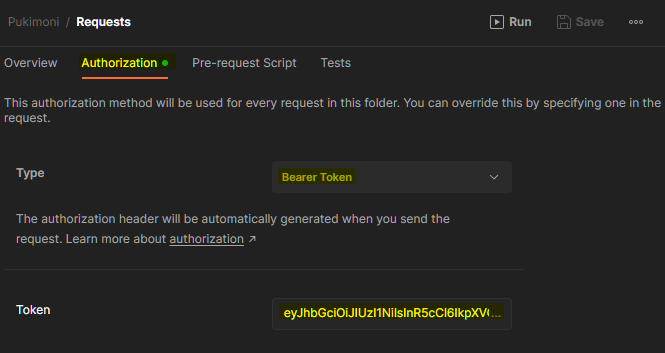 Pukimoni / Requests
Run
Save
Overview
Authorization
Pre-request Script
Tests
This authorization method will be used for every request in this folder. You can override this by specifying one in the
request.
Type
Bearer Token
The authorization header will be automatically generated when you send the
request. Learn more about authorization ↗
Token
eyJhbGciOiJIUzI1NiIsInR5cCI6IkpXVC...